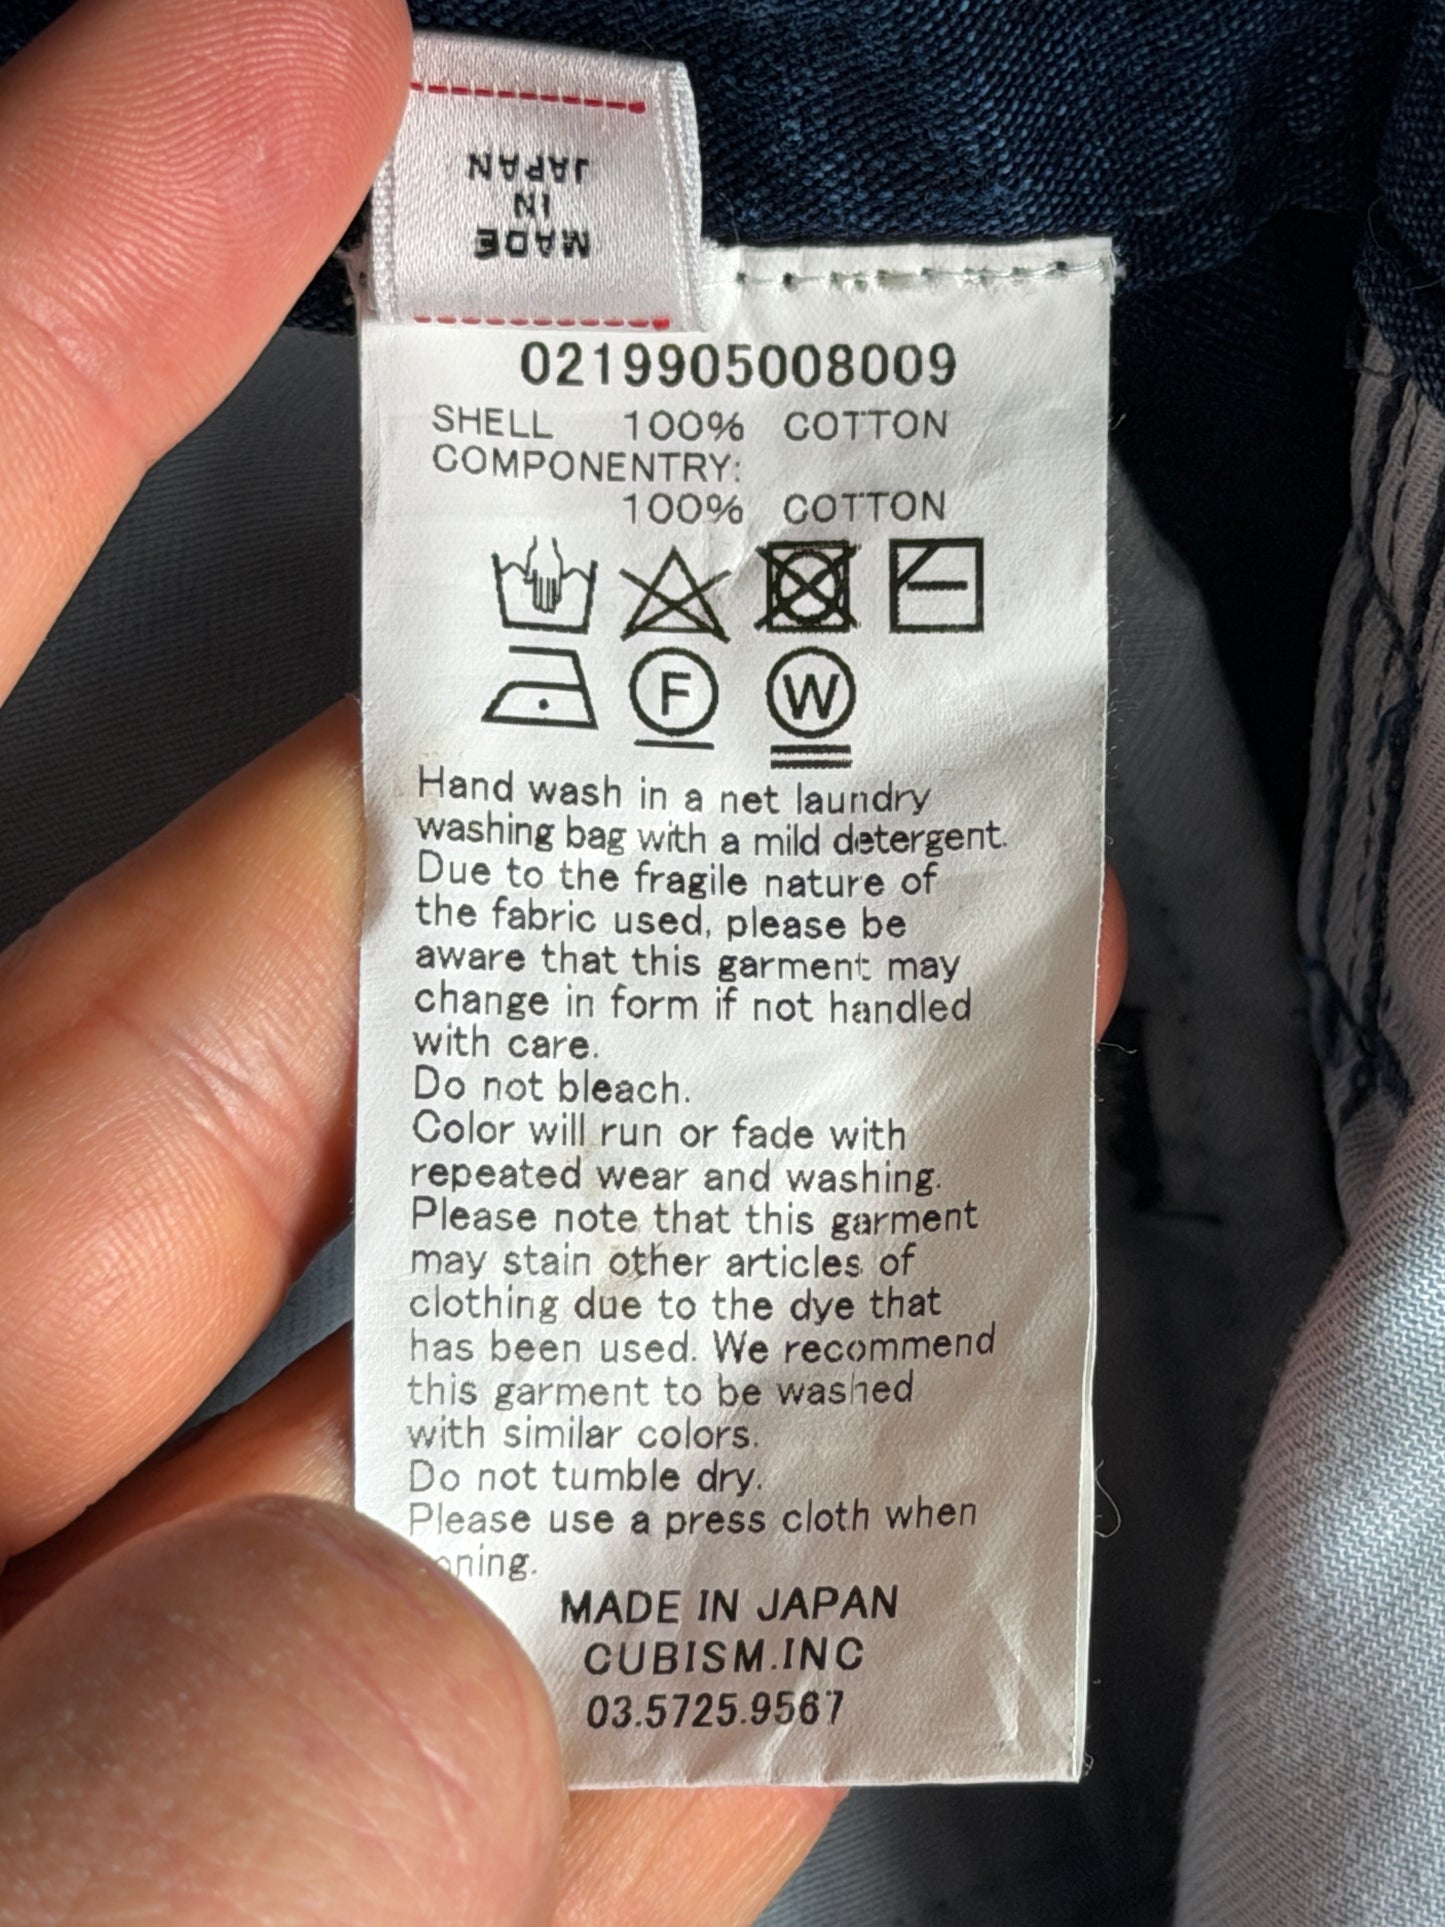 MADE
IN
JAPAN
0219905008009
SHELL 100% COTTON
COMPONENTRY:
100% COTTON
F W
Hand wash in a net laundry
washing bag with a mild detergent.
Due to the fragile nature of
the fabric used, please be
aware that this garment may
change in form if not handled
with care.
Do not bleach.
Color will run or fade with
repeated wear and washing.
Please note that this garment
may stain other articles of
clothing due to the dye that
has been used. We recommend
this garment to be washed
with similar colors.
Do not tumble dry.
Please use a press cloth when
MADE IN JAPAN
CUBISM.INC
03.5725.9567